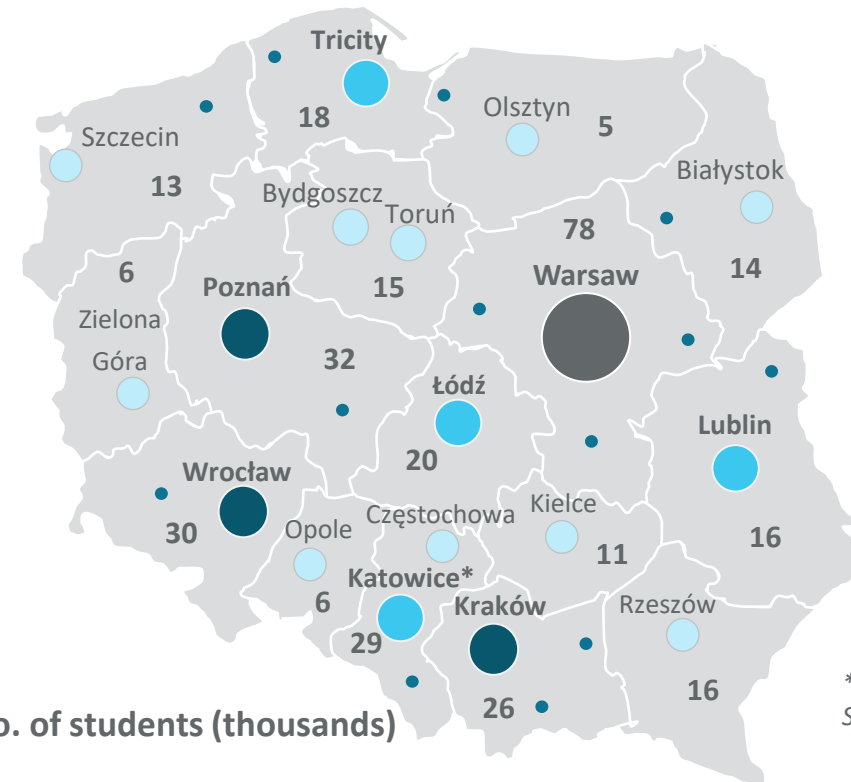 Tricity
18
Olsztyn
5
Szczecin
13
Białystok
14
Bydgoszcz
Toruń
15
78
Warsaw
6
Zielona
Góra
Poznań
32
Łódź
20
Lublin
16
Wrocław
30
Opole
6
Częstochowa
Kielce
11
Katowice*
29
Kraków
26
Rzeszów
16
*
S
o. of students (thousands)